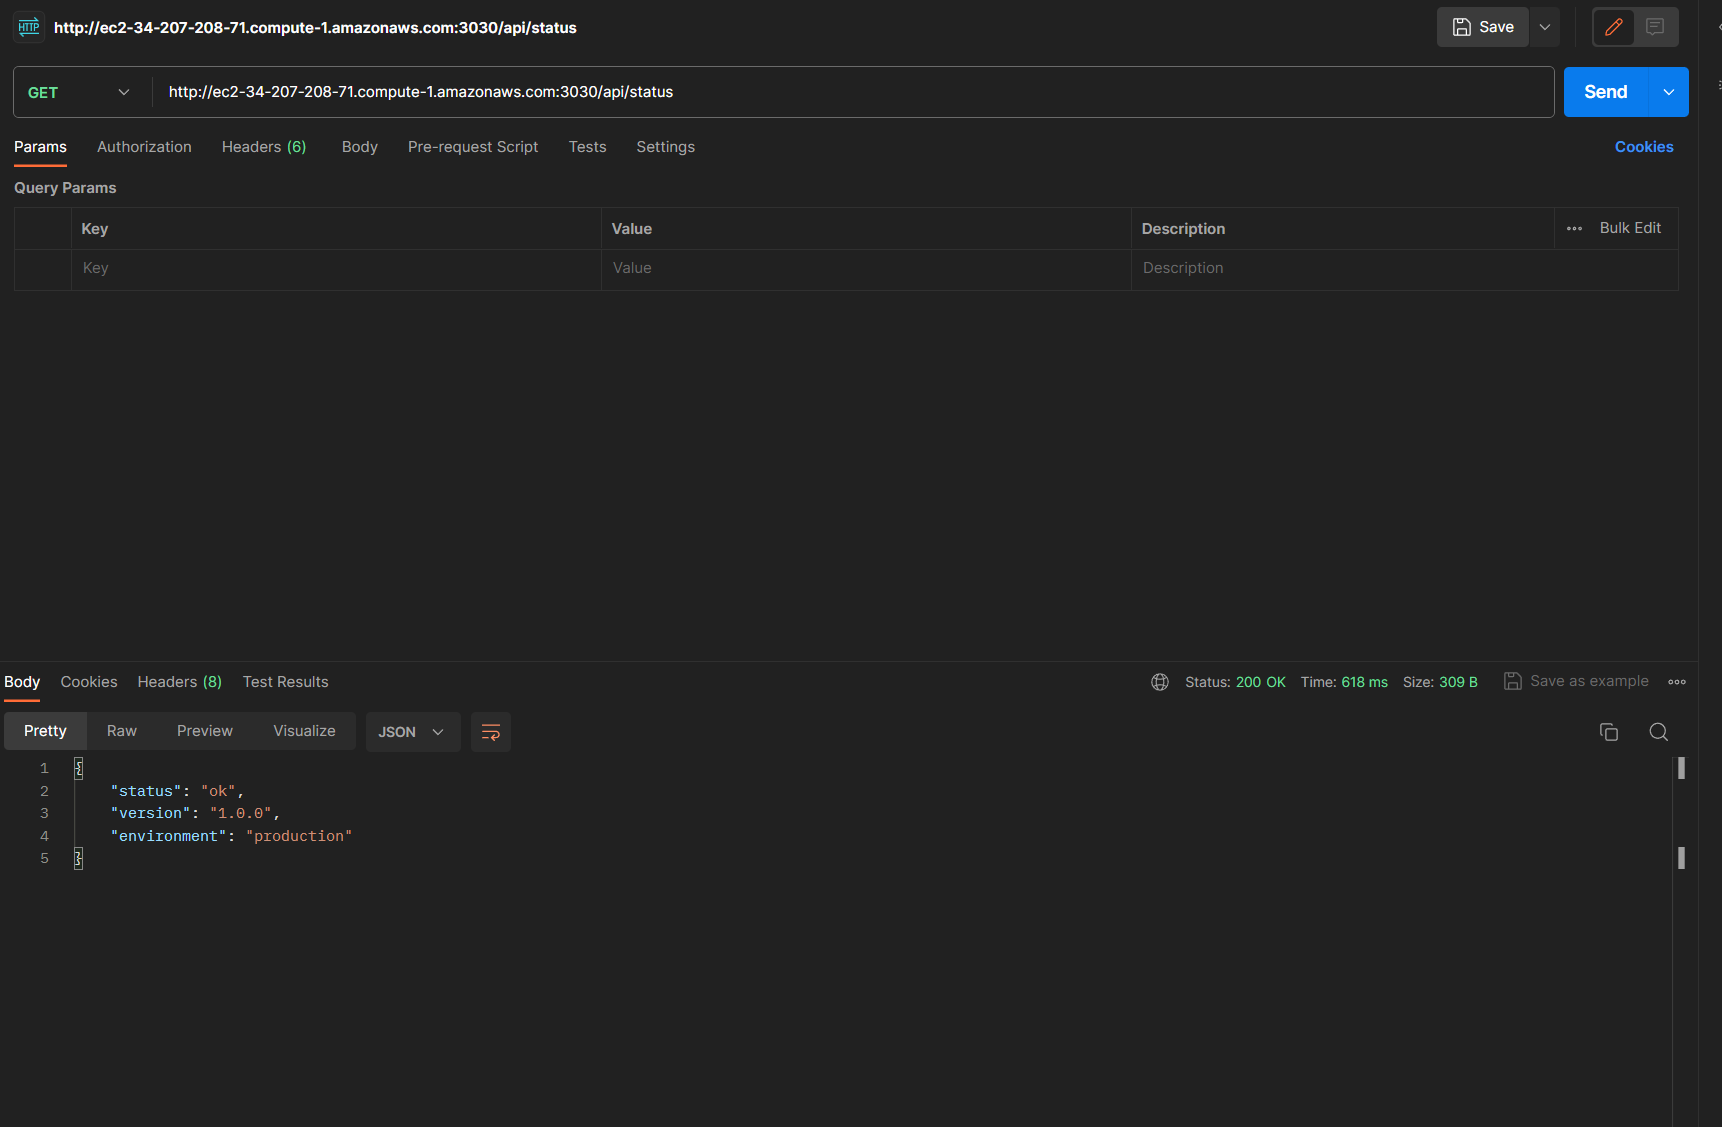 HTTP http://ec2-34-207-208-71.compute-1.amazonaws.com:3030/api/status Save
GET http://ec2-34-207-208-71.compute-1.amazonaws.com:3030/api/status Send
Params Authorization Headers (6) Body Pre-request Script Tests Settings Cookies
Query Params
Key Value Description Bulk Edit
Key Value Description
Body Cookies Headers (8) Test Results Status: 200 OK Time: 618 ms Size: 309 B Save as example
Pretty Raw Preview Visualize JSON
1 {
2 "status": "ok",
3 "version": "1.0.0",
4 "environment": "production"
5 }